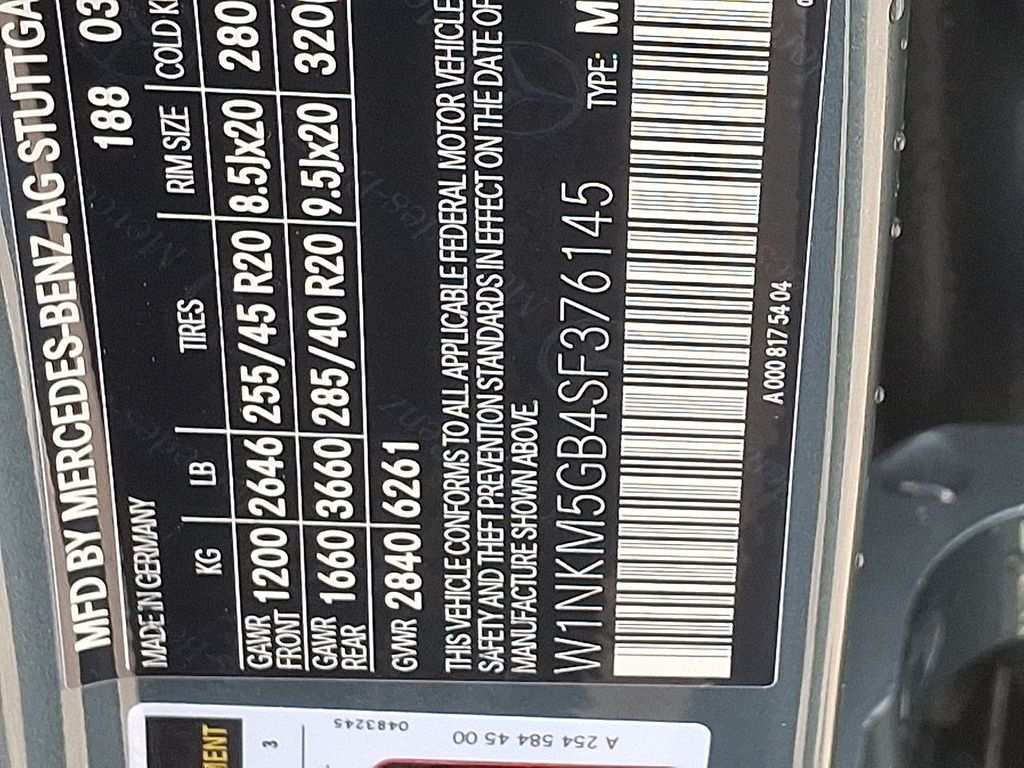 MFD BY MERCEDES-BENZ AG STUTTGA
MADE IN GERMANY 188 03
KG LB TIRES RIM SIZE COLD K
GAWR FRONT 1200 2646 255/45 R20 8.5Jx20 280
GAWR REAR 1660 3660 285/40 R20 9.5Jx20 320
GVWR 2840 6261
THIS VEHICLE CONFORMS TO ALL APPLICABLE FEDERAL MOTOR VEHICLE
SAFETY AND THEFT PREVENTION STANDARDS IN EFFECT ON THE DATE OF
MANUFACTURE SHOWN ABOVE.
W1NKM5GB4SF376145 TYPE: M
A 000 817 54 04
MENT
3
0483245
A 254 584 45 00